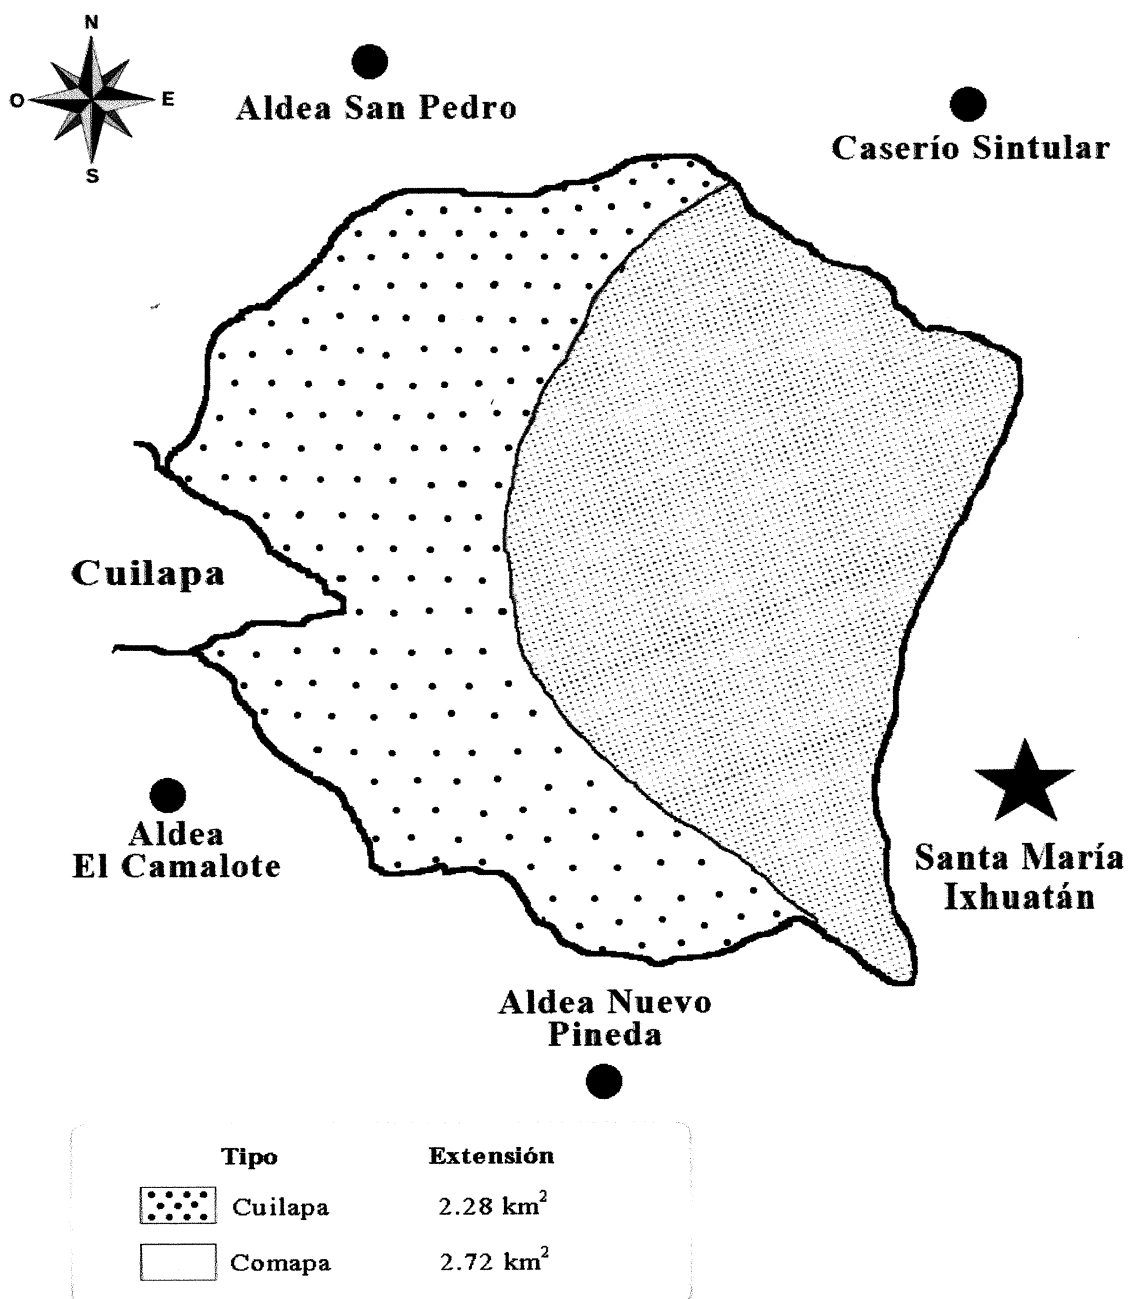 N
O E
S
Aldea San Pedro
Caserío Sintular
Cuilapa
Aldea
El Camalote
Santa María
Ixhuatán
Aldea Nuevo
Pineda
Tipo Extensión
Cuilapa 2.28 km²
Comapa 2.72 km²